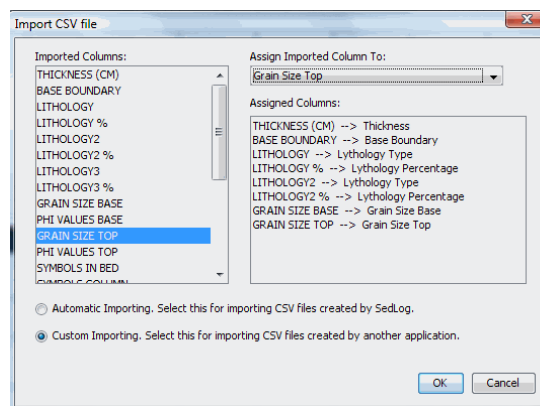 Import CSV file
Imported Columns:
THICKNESS (CM)
BASE BOUNDARY
LITHOLOGY
LITHOLOGY %
LITHOLOGY2
LITHOLOGY2 %
LITHOLOGY3
LITHOLOGY3 %
GRAIN SIZE BASE
PHI VALUES BASE
GRAIN SIZE TOP
PHI VALUES TOP
SYMBOLS IN BED
SYMBOLS COLUMN
Assign Imported Column To:
Grain Size Top
Assigned Columns:
THICKNESS (CM) --> Thickness
BASE BOUNDARY --> Base Boundary
LITHOLOGY --> Lythology Type
LITHOLOGY % --> Lythology Percentage
LITHOLOGY2 --> Lythology Type
LITHOLOGY2 % --> Lythology Percentage
GRAIN SIZE BASE --> Grain Size Base
GRAIN SIZE TOP --> Grain Size Top
Automatic Importing. Select this for importing CSV files created by SedLog.
Custom Importing. Select this for importing CSV files created by another application.
OK
Cancel